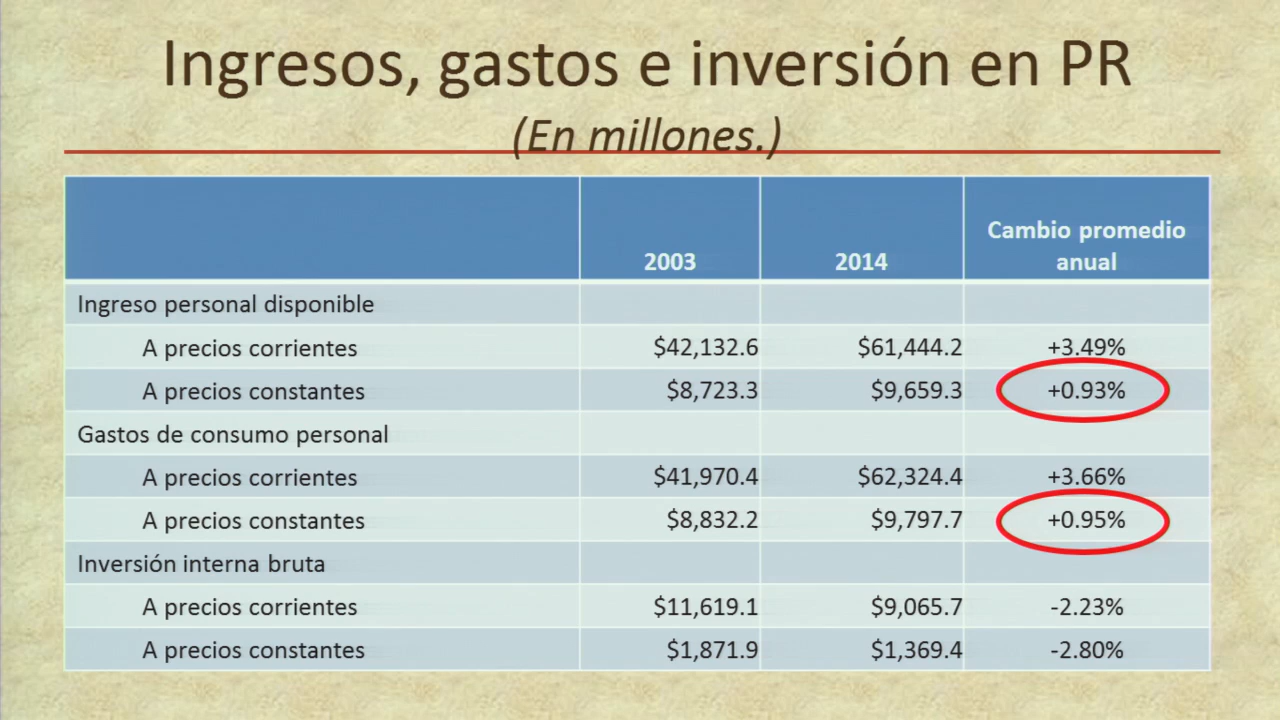 Ingresos, gastos e inversión en PR
(En millones.)
2003 2014 Cambio promedio anual
Ingreso personal disponible
A precios corrientes $42,132.6 $61,444.2 +3.49%
A precios constantes $8,723.3 $9,659.3 +0.93%
Gastos de consumo personal
A precios corrientes $41,970.4 $62,324.4 +3.66%
A precios constantes $8,832.2 $9,797.7 +0.95%
Inversión interna bruta
A precios corrientes $11,619.1 $9,065.7 -2.23%
A precios constantes $1,871.9 $1,369.4 -2.80%